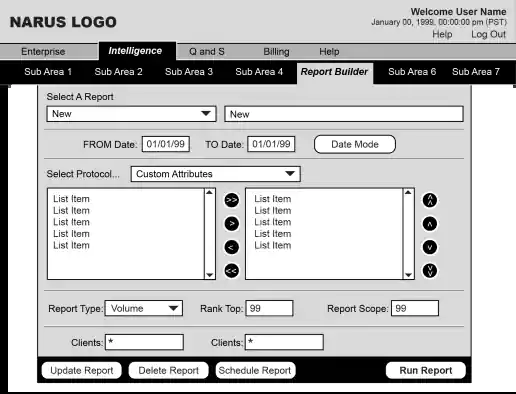 NARUS LOGO
Welcome User Name
January 00, 1999, 00:00:00 pm (PST)
Help Log Out
Enterprise Intelligence Q and S Billing Help
Sub Area 1 Sub Area 2 Sub Area 3 Sub Area 4 Report Builder Sub Area 6 Sub Area 7
Select A Report
New New
FROM Date: 01/01/99 TO Date: 01/01/99 Date Mode
Select Protocol... Custom Attributes
List Item >> List Item
List Item List Item
List Item > List Item
List Item List Item
List Item < List Item
<<
Report Type: Volume Rank Top: 99 Report Scope: 99
Clients: * Clients: *
Update Report Delete Report Schedule Report Run Report